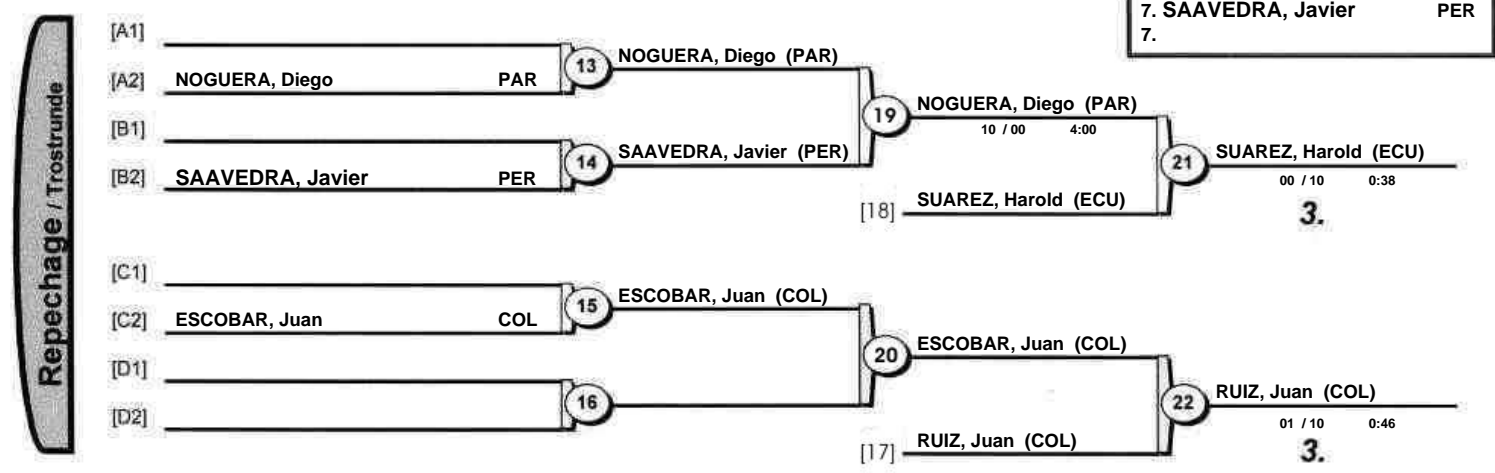 7. SAAVEDRA, Javier PER
7.
Repechage / Trostrunde
[A1]
[A2] NOGUERA, Diego PAR
[B1]
[B2] SAAVEDRA, Javier PER
[C1]
[C2] ESCOBAR, Juan COL
[D1]
[D2]
13
14
15
16
NOGUERA, Diego (PAR)
SAAVEDRA, Javier (PER)
ESCOBAR, Juan (COL)
19
20
NOGUERA, Diego (PAR)
10 / 00 4:00
[18] SUAREZ, Harold (ECU)
ESCOBAR, Juan (COL)
[17] RUIZ, Juan (COL)
21
22
SUAREZ, Harold (ECU)
00 / 10 0:38
3.
RUIZ, Juan (COL)
01 / 10 0:46
3.